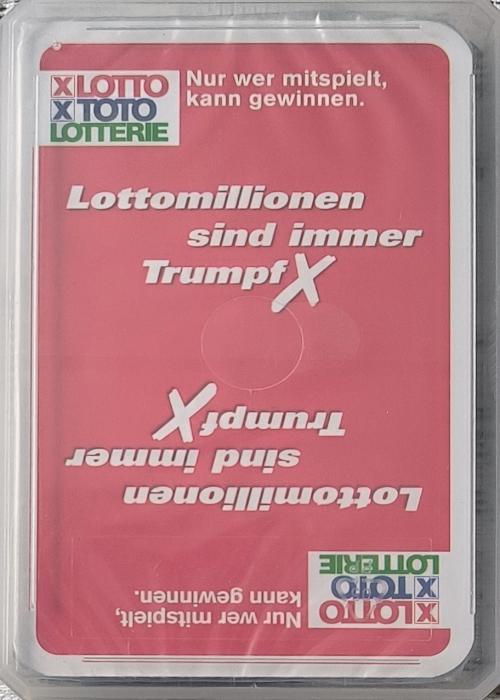 X LOTTO
X TOTO
LOTTERIE
Nur wer mitspielt,
kann gewinnen.
Lottomillionen
sind immer
Trumpf X
Lottomillionen
sind immer
Trumpf X
X LOTTO
X TOTO
LOTTERIE
Nur wer mitspielt,
kann gewinnen.